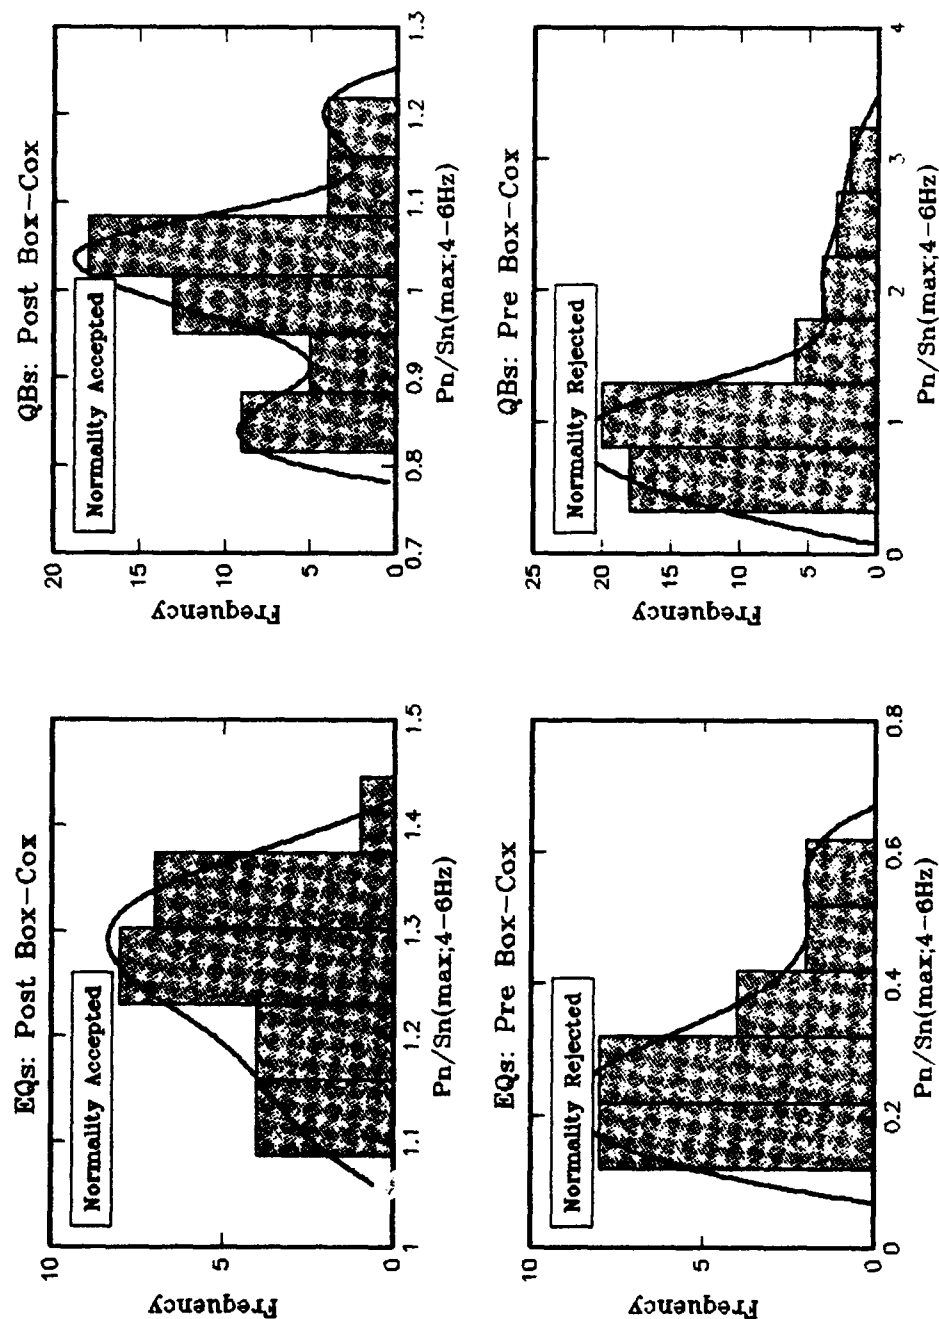 EQs: Post Box-Cox
Normality Accepted
Frequency
10
5
0
1
1.1
1.2
1.3
1.4
1.5
Pn/Sn(max;4-6Hz)
QBs: Post Box-Cox
Normality Accepted
Frequency
20
15
10
5
0
0.7
0.8
0.9
1
1.1
1.2
1.3
Pn/Sn(max;4-6Hz)
EQs: Pre Box-Cox
Normality Rejected
Frequency
10
5
0
0
0.2
0.4
0.6
0.8
Pn/Sn(max;4-6Hz)
QBs: Pre Box-Cox
Normality Rejected
Frequency
25
20
15
10
5
0
0
1
2
3
4
Pn/Sn(max;4-6Hz)